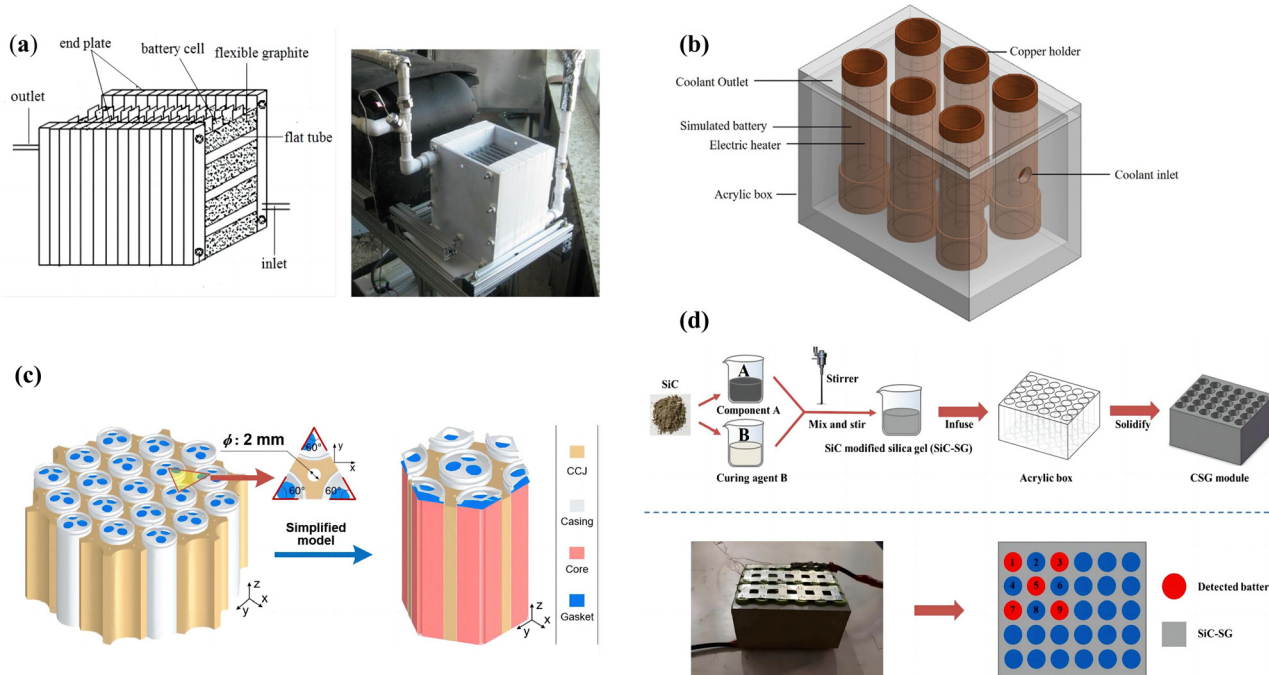 (a)
end plate
battery cell
flexible graphite
outlet
flat tube
inlet
(b)
Copper holder
Coolant Outlet
Simulated battery
Electric heater
Coolant inlet
Acrylic box
(c)
ϕ: 2 mm
60°
y
x
60°
60°
Simplified
model
z
x
y
z
x
y
CCJ
Casing
Core
Gasket
(d)
SiC
A
Component A
B
Curing agent B
Stirrer
Mix and stir
SiC modified silica gel (SiC-SG)
Infuse
Acrylic box
Solidify
CSG module
1 2 3
4 5 6
7 8 9
Detected batter
SiC-SG